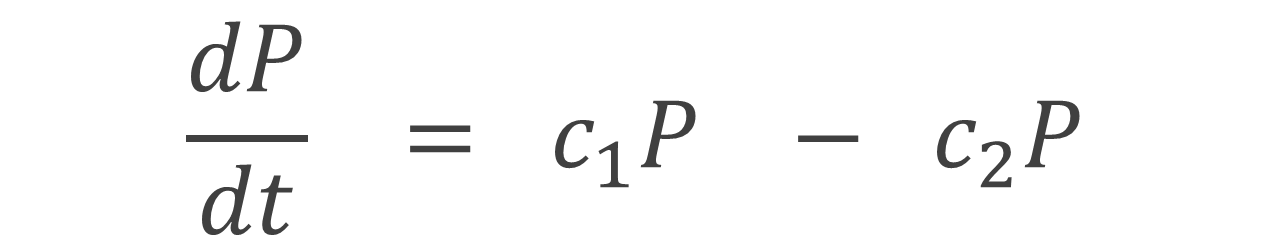 dP/dt = c₁P − c₂P